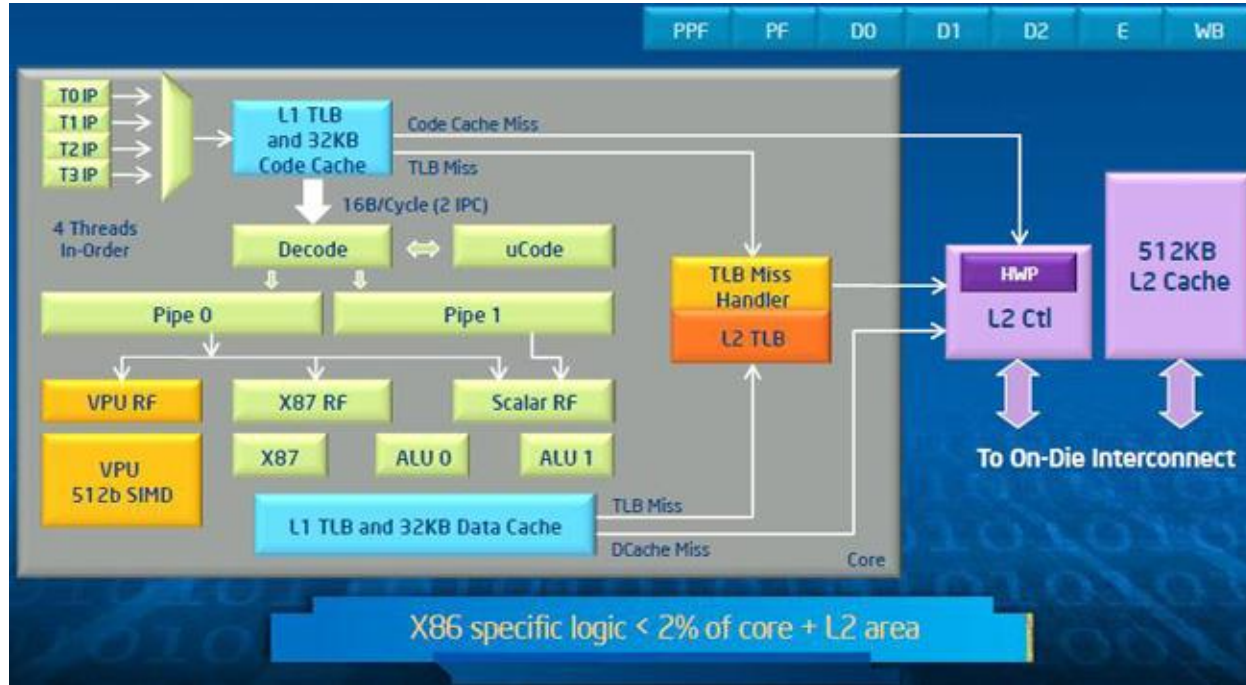 PPF PF D0 D1 D2 E WB
T0 IP
T1 IP
T2 IP
T3 IP
L1 TLB
and 32KB
Code Cache
Code Cache Miss
TLB Miss
16B/Cycle (2 IPC)
4 Threads
In-Order
Decode
uCode
Pipe 0
Pipe 1
TLB Miss
Handler
L2 TLB
HWP
L2 Ctl
512KB
L2 Cache
VPU RF
X87 RF
Scalar RF
VPU
512b SIMD
X87
ALU 0
ALU 1
To On-Die Interconnect
L1 TLB and 32KB Data Cache
TLB Miss
DCache Miss
Core
X86 specific logic < 2% of core + L2 area